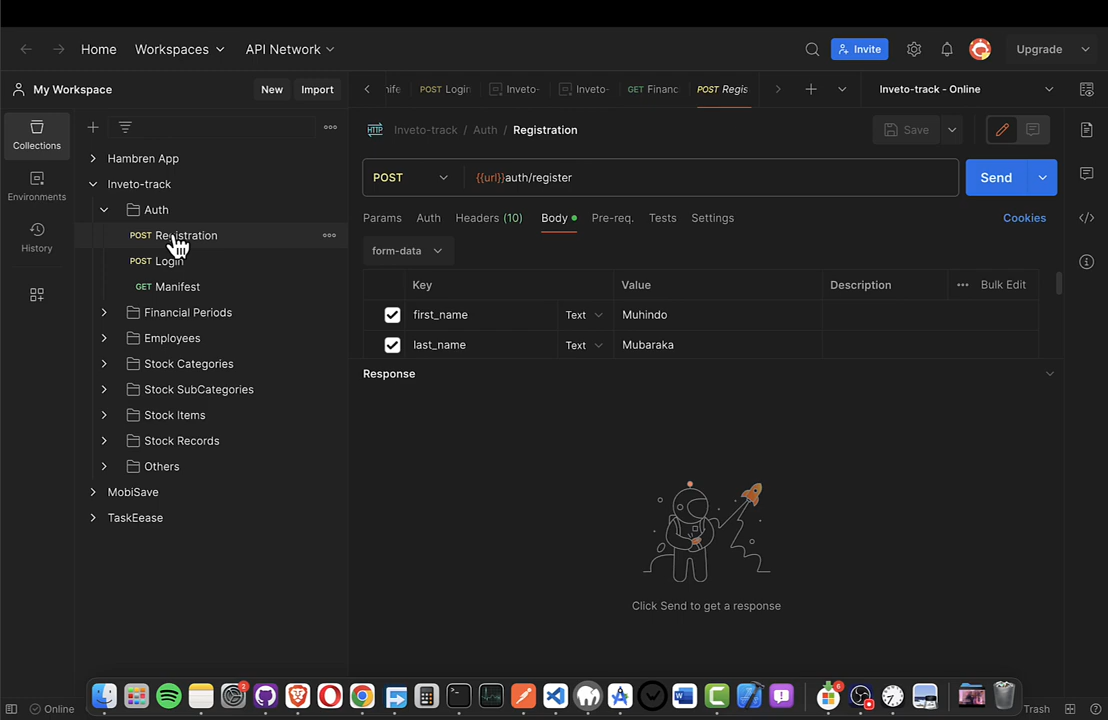 Home Workspaces API Network Invite Upgrade
My Workspace New Import POST Login Inveto- Inveto- GET Financ POST Regis Inveto-track - Online
Collections
Environments
History
Hambren App
Inveto-track
Auth
POST Registration
POST Login
GET Manifest
Financial Periods
Employees
Stock Categories
Stock SubCategories
Stock Items
Stock Records
Others
MobiSave
TaskEease
HTTP Inveto-track / Auth / Registration Save
POST {{url}}auth/register Send
Params Auth Headers (10) Body Pre-req. Tests Settings Cookies
form-data
Key Value Description Bulk Edit
first_name Text Muhindo
last_name Text Mubaraka
Response
Click Send to get a response
Online Trash